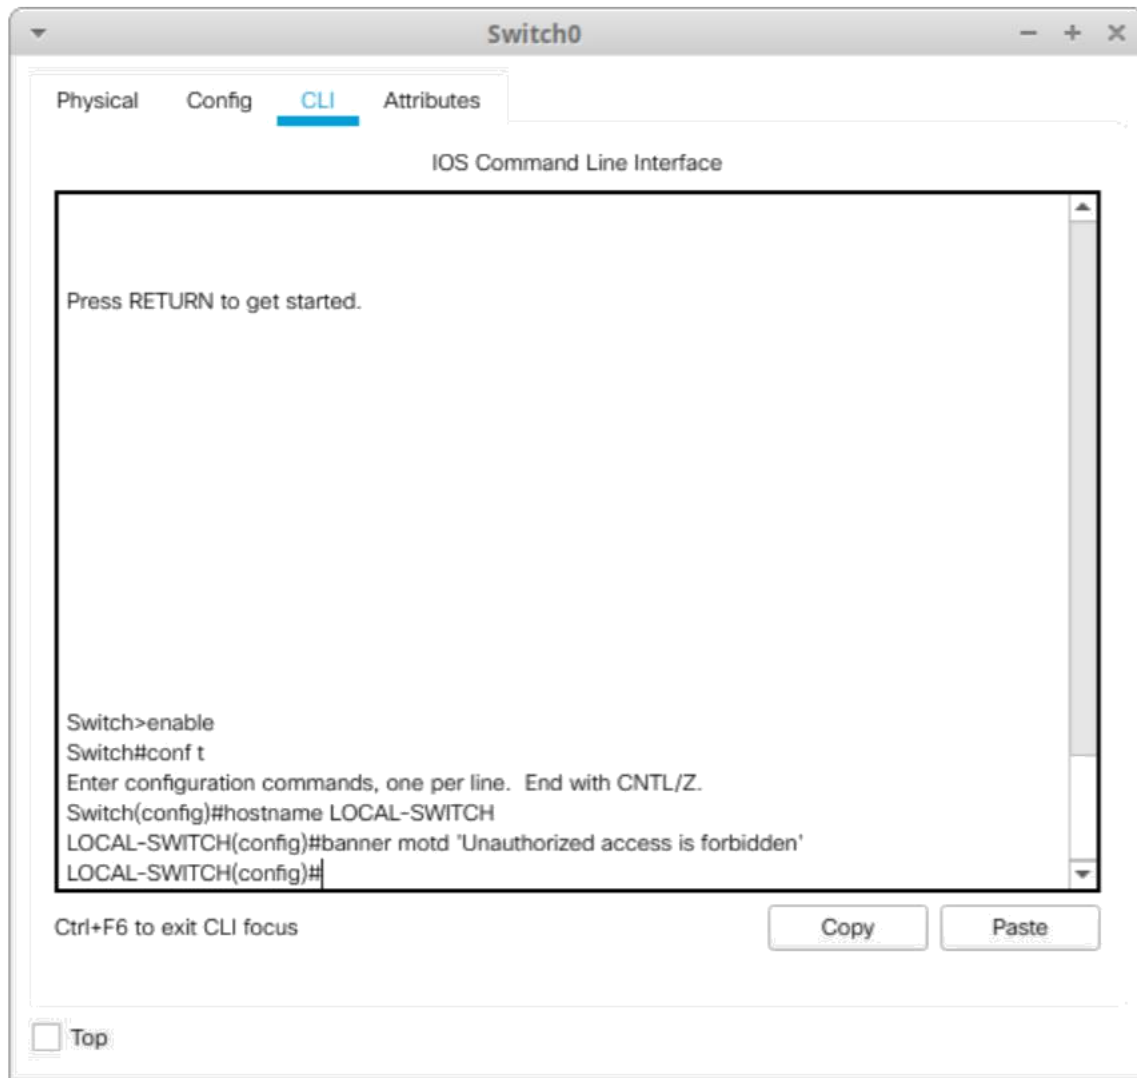 Switch0
Physical Config CLI Attributes
IOS Command Line Interface
Press RETURN to get started.
Switch>enable
Switch#conf t
Enter configuration commands, one per line.  End with CNTL/Z.
Switch(config)#hostname LOCAL-SWITCH
LOCAL-SWITCH(config)#banner motd 'Unauthorized access is forbidden'
LOCAL-SWITCH(config)#
Ctrl+F6 to exit CLI focus
Copy
Paste
Top